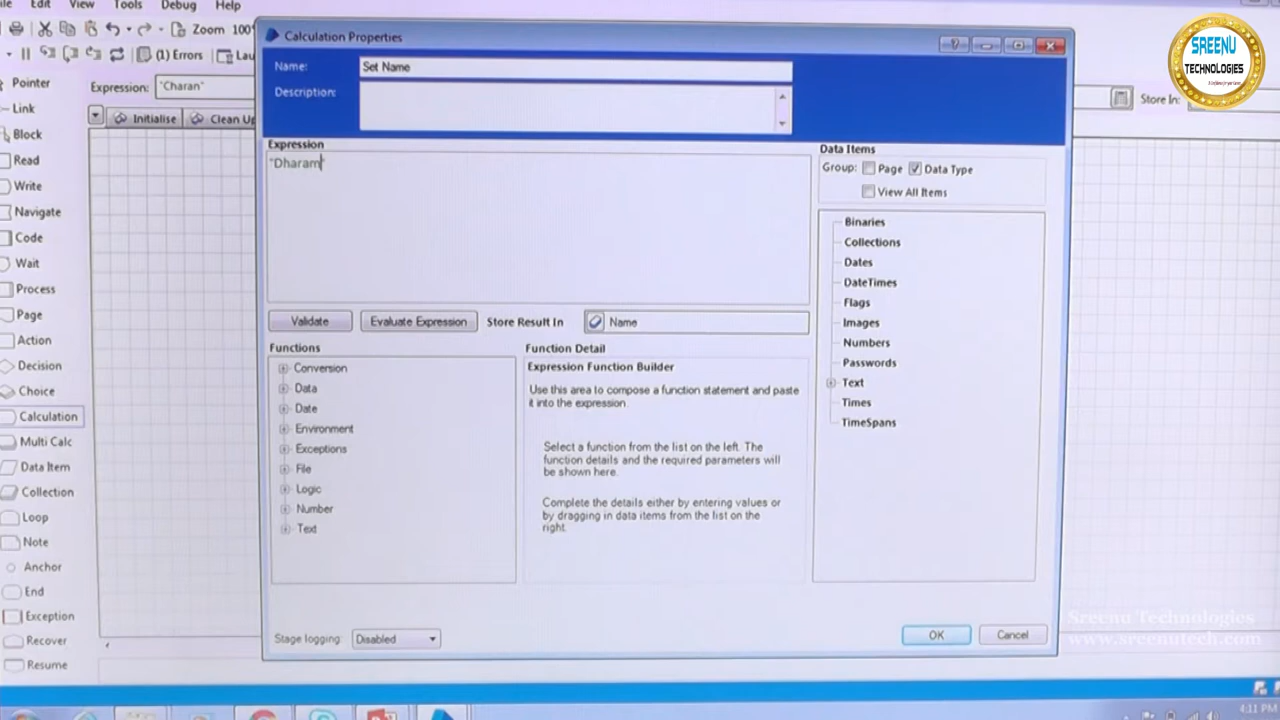 Edit View Tools Debug Help
Zoom 100
(1) Errors
SREENU
TECHNOLOGIES
Calculation Properties
Name: Set Name
Description:
Expression: "Charan"
Store In:
Initialise Clean Up
Pointer
Link
Block
Read
Write
Navigate
Code
Wait
Process
Page
Action
Decision
Choice
Calculation
Multi Calc
Data Item
Collection
Loop
Note
Anchor
End
Exception
Recover
Resume
Expression
"Dharam"
Data Items
Group: Page Data Type
View All Items
Binaries
Collections
Dates
DateTimes
Flags
Images
Numbers
Passwords
Text
Times
TimeSpans
Validate Evaluate Expression Store Result In Name
Functions
Conversion
Data
Date
Environment
Exceptions
File
Logic
Number
Text
Function Detail
Expression Function Builder
Use this area to compose a function statement and paste
it into the expression.
Select a function from the list on the left. The
function details and the required parameters will
be shown here.
Complete the details either by entering values or
by dragging in data items from the list on the
right.
Stage logging: Disabled
OK Cancel
Sreenu Technologies
www.sreenutech.com
4:11 PM